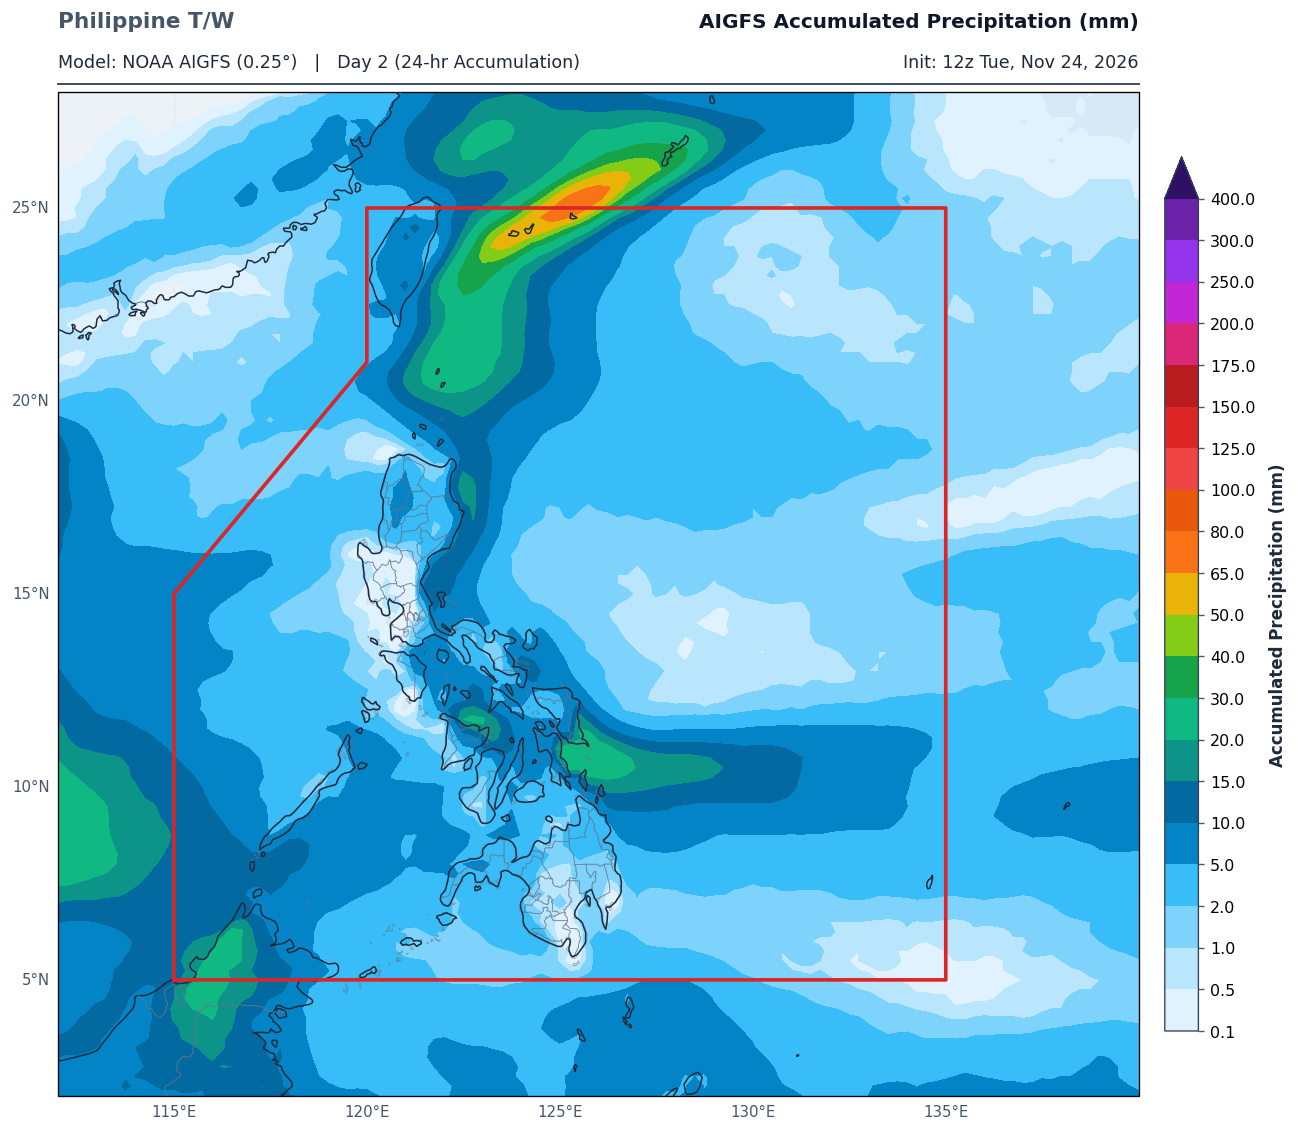 Philippine T/W
AIGFS Accumulated Precipitation (mm)
Model: NOAA AIGFS (0.25°) | Day 2 (24-hr Accumulation)
Init: 12z Tue, Nov 24, 2026
25°N
20°N
15°N
10°N
5°N
115°E
120°E
125°E
130°E
135°E
400.0
300.0
250.0
200.0
175.0
150.0
125.0
100.0
80.0
65.0
50.0
40.0
30.0
20.0
15.0
10.0
5.0
2.0
1.0
0.5
0.1
Accumulated Precipitation (mm)